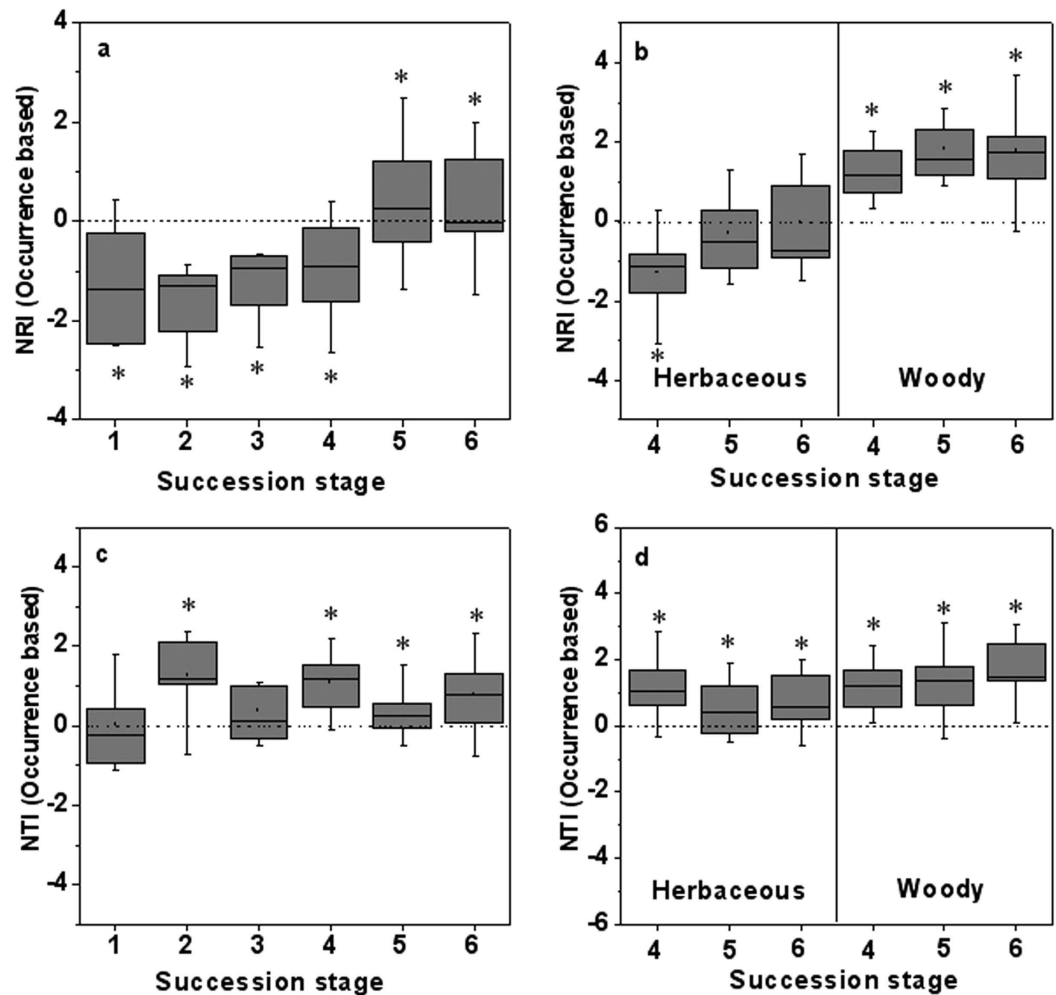 a
4
2
0
-2
-4
NRI (Occurrence based)
* * * * * *
1 2 3 4 5 6
Succession stage
b
4
2
0
-2
-4
NRI (Occurrence based)
* * * *
Herbaceous Woody
4 5 6 4 5 6
Succession stage
c
4
2
0
-2
-4
NTI (Occurrence based)
* * * *
1 2 3 4 5 6
Succession stage
d
6
4
2
0
-2
-4
-6
NTI (Occurrence based)
* * * * * *
Herbaceous Woody
4 5 6 4 5 6
Succession stage